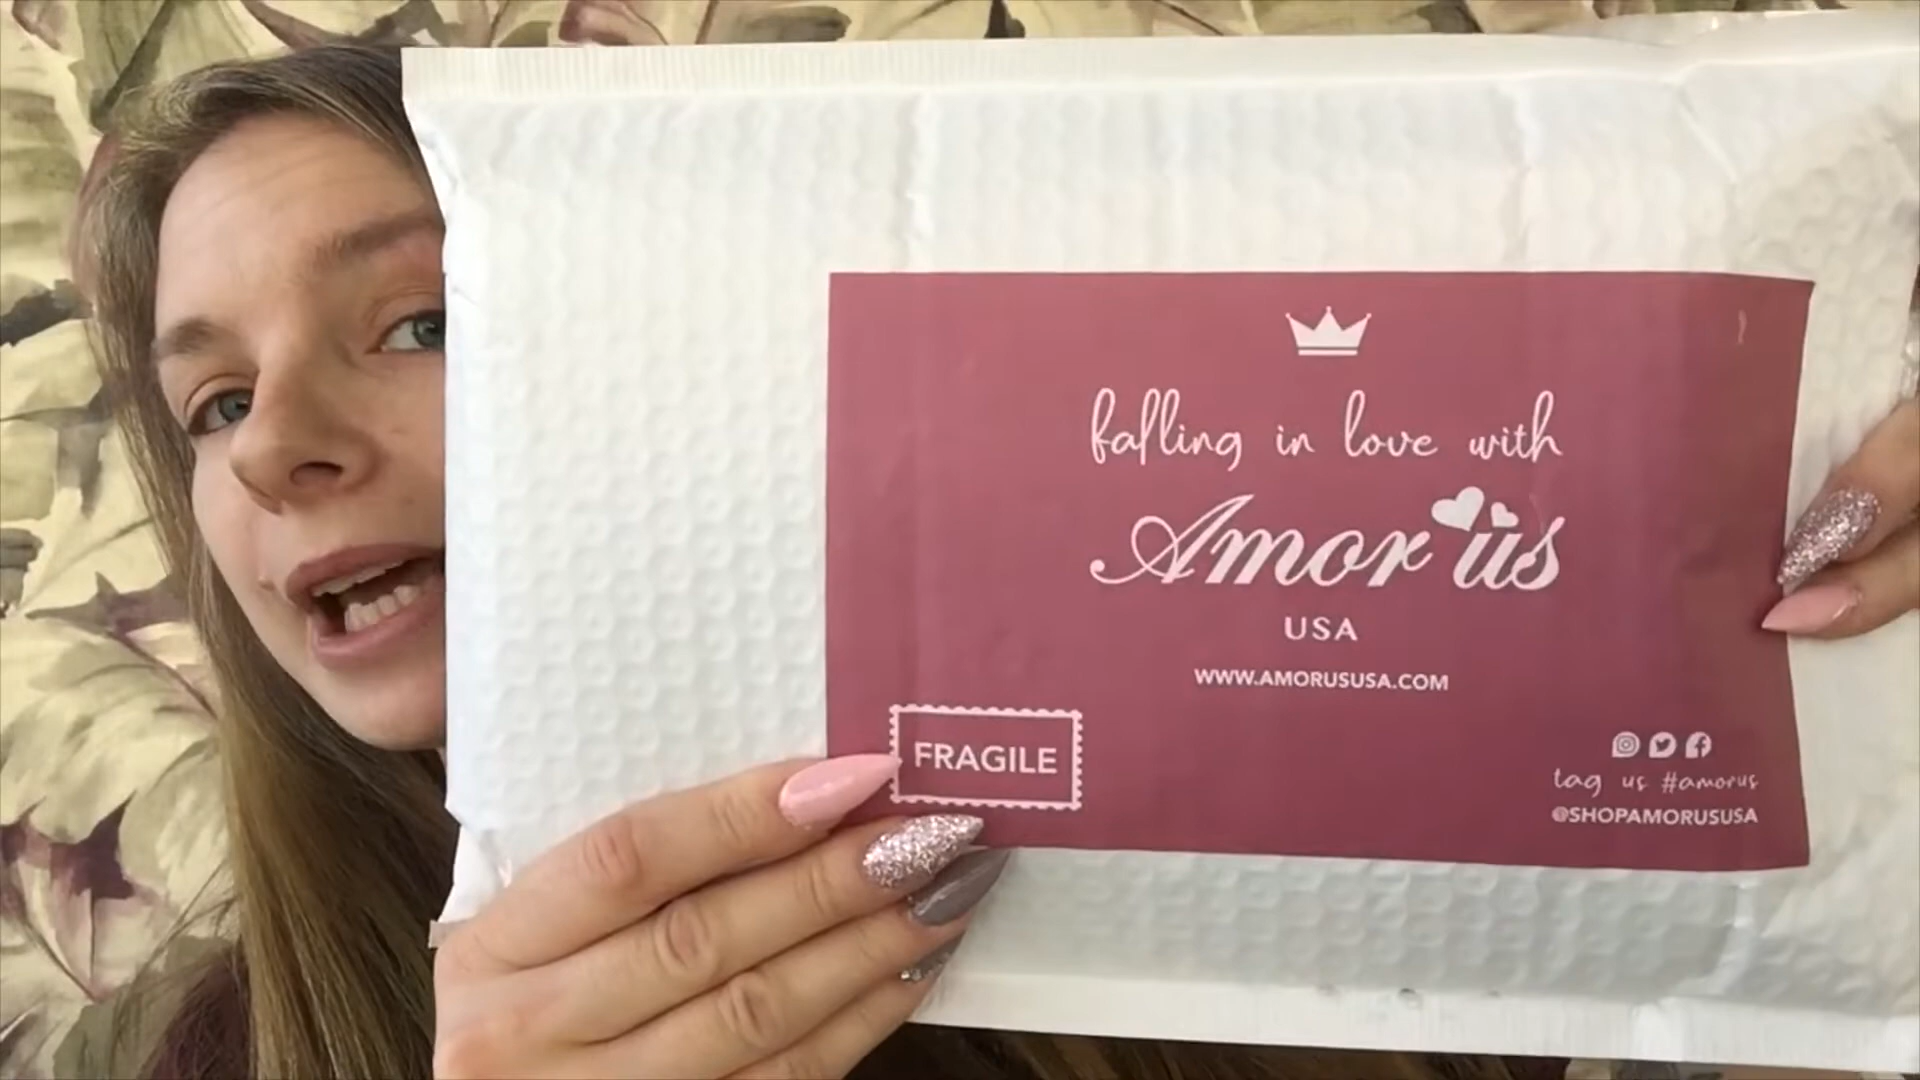 falling in love with
Amor us
USA
WWW.AMORUSUSA.COM
FRAGILE
tag us #amorus
@SHOPAMORUSUSA